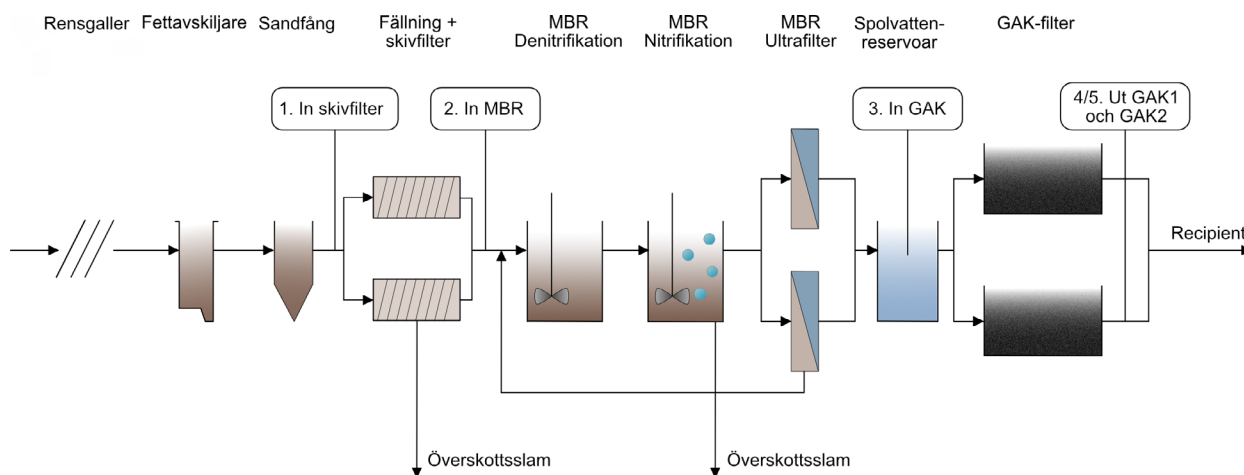 Rensgaller
Fettavskiljare
Sandfång
Fällning +
skivfilter
MBR
Denitrifikation
MBR
Nitrifikation
MBR
Ultrafilter
Spolvatten-
reservoar
GAK-filter
1. In skivfilter
2. In MBR
3. In GAK
4/5. Ut GAK1
och GAK2
Recipient
Överskottsslam
Överskottsslam